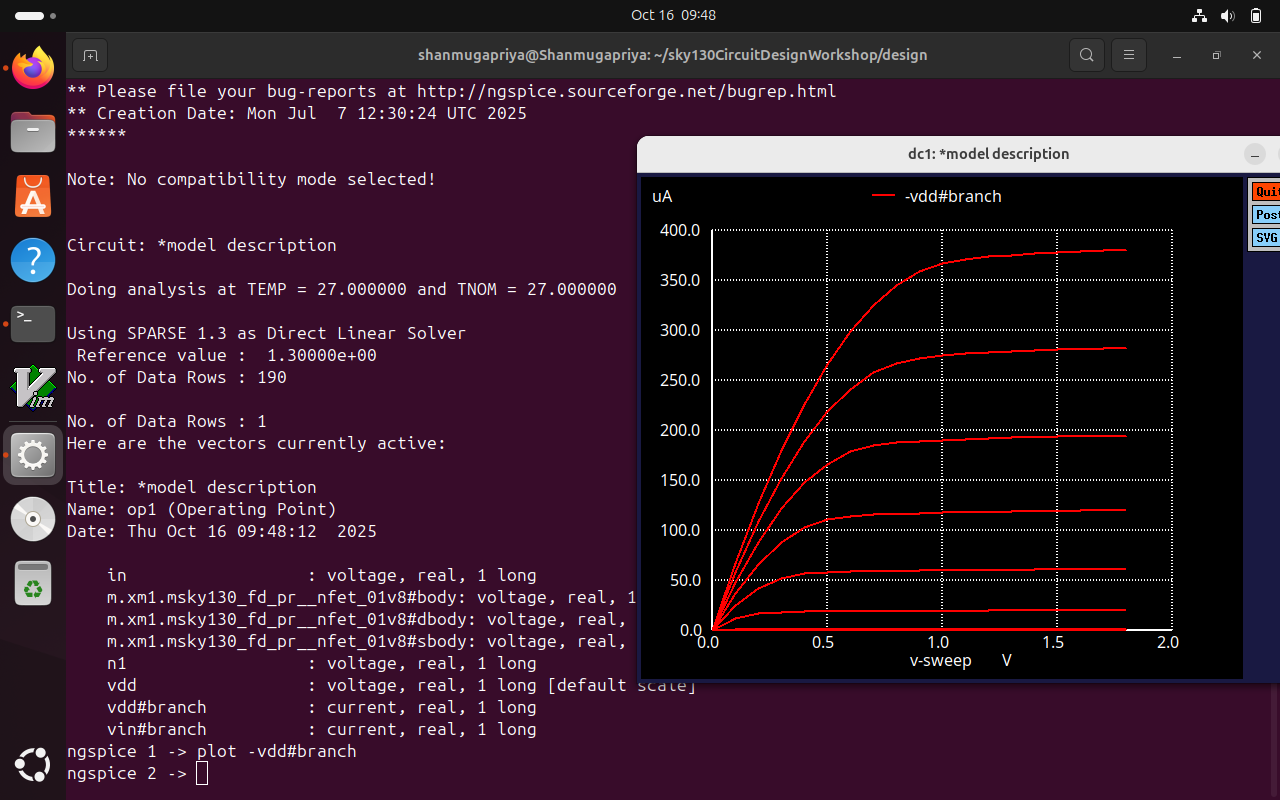 Oct 16 09:48
shanmugapriya@Shanmugapriya: ~/sky130CircuitDesignWorkshop/design
** Please file your bug-reports at http://ngspice.sourceforge.net/bugrep.html
** Creation Date: Mon Jul  7 12:30:24 UTC 2025
******
Note: No compatibility mode selected!
Circuit: *model description
Doing analysis at TEMP = 27.000000 and TNOM = 27.000000
Using SPARSE 1.3 as Direct Linear Solver
 Reference value :  1.30000e+00
No. of Data Rows : 190
No. of Data Rows : 1
Here are the vectors currently active:
Title: *model description
Name: op1 (Operating Point)
Date: Thu Oct 16 09:48:12  2025
    in                  : voltage, real, 1 long
    m.xm1.msky130_fd_pr__nfet_01v8#body: voltage, real, 1
    m.xm1.msky130_fd_pr__nfet_01v8#dbody: voltage, real,
    m.xm1.msky130_fd_pr__nfet_01v8#sbody: voltage, real,
    n1                  : voltage, real, 1 long
    vdd                 : voltage, real, 1 long [default scale]
    vdd#branch          : current, real, 1 long
    vin#branch          : current, real, 1 long
ngspice 1 -> plot -vdd#branch
ngspice 2 ->
dc1: *model description
uA
-vdd#branch
400.0
350.0
300.0
250.0
200.0
150.0
100.0
50.0
0.0
0.0 0.5 1.0 1.5 2.0
v-sweep V
Quit
Post
SVG
>_
?
Vim